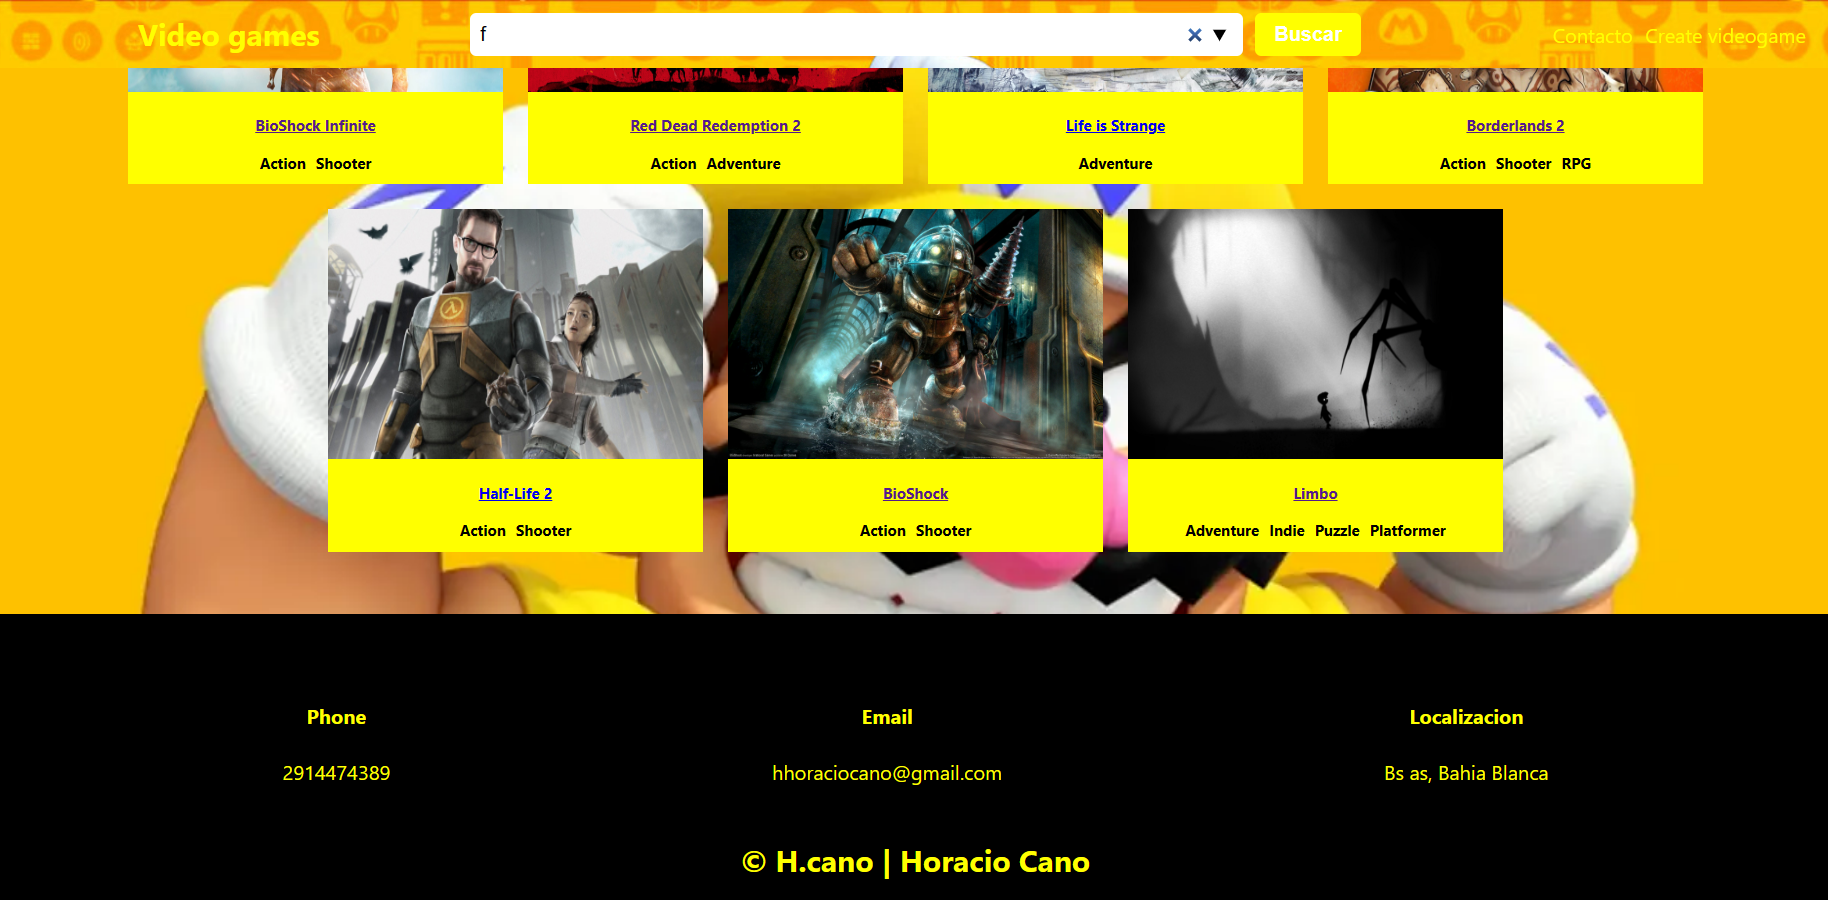 Video games f Buscar Contacto Create videogame
BioShock Infinite Red Dead Redemption 2 Life is Strange Borderlands 2
Action Shooter Action Adventure Adventure Action Shooter RPG
Half-Life 2 BioShock Limbo
Action Shooter Action Shooter Adventure Indie Puzzle Platformer
Phone Email Localizacion
2914474389 hhoraciocano@gmail.com Bs as, Bahia Blanca
© H.cano | Horacio Cano